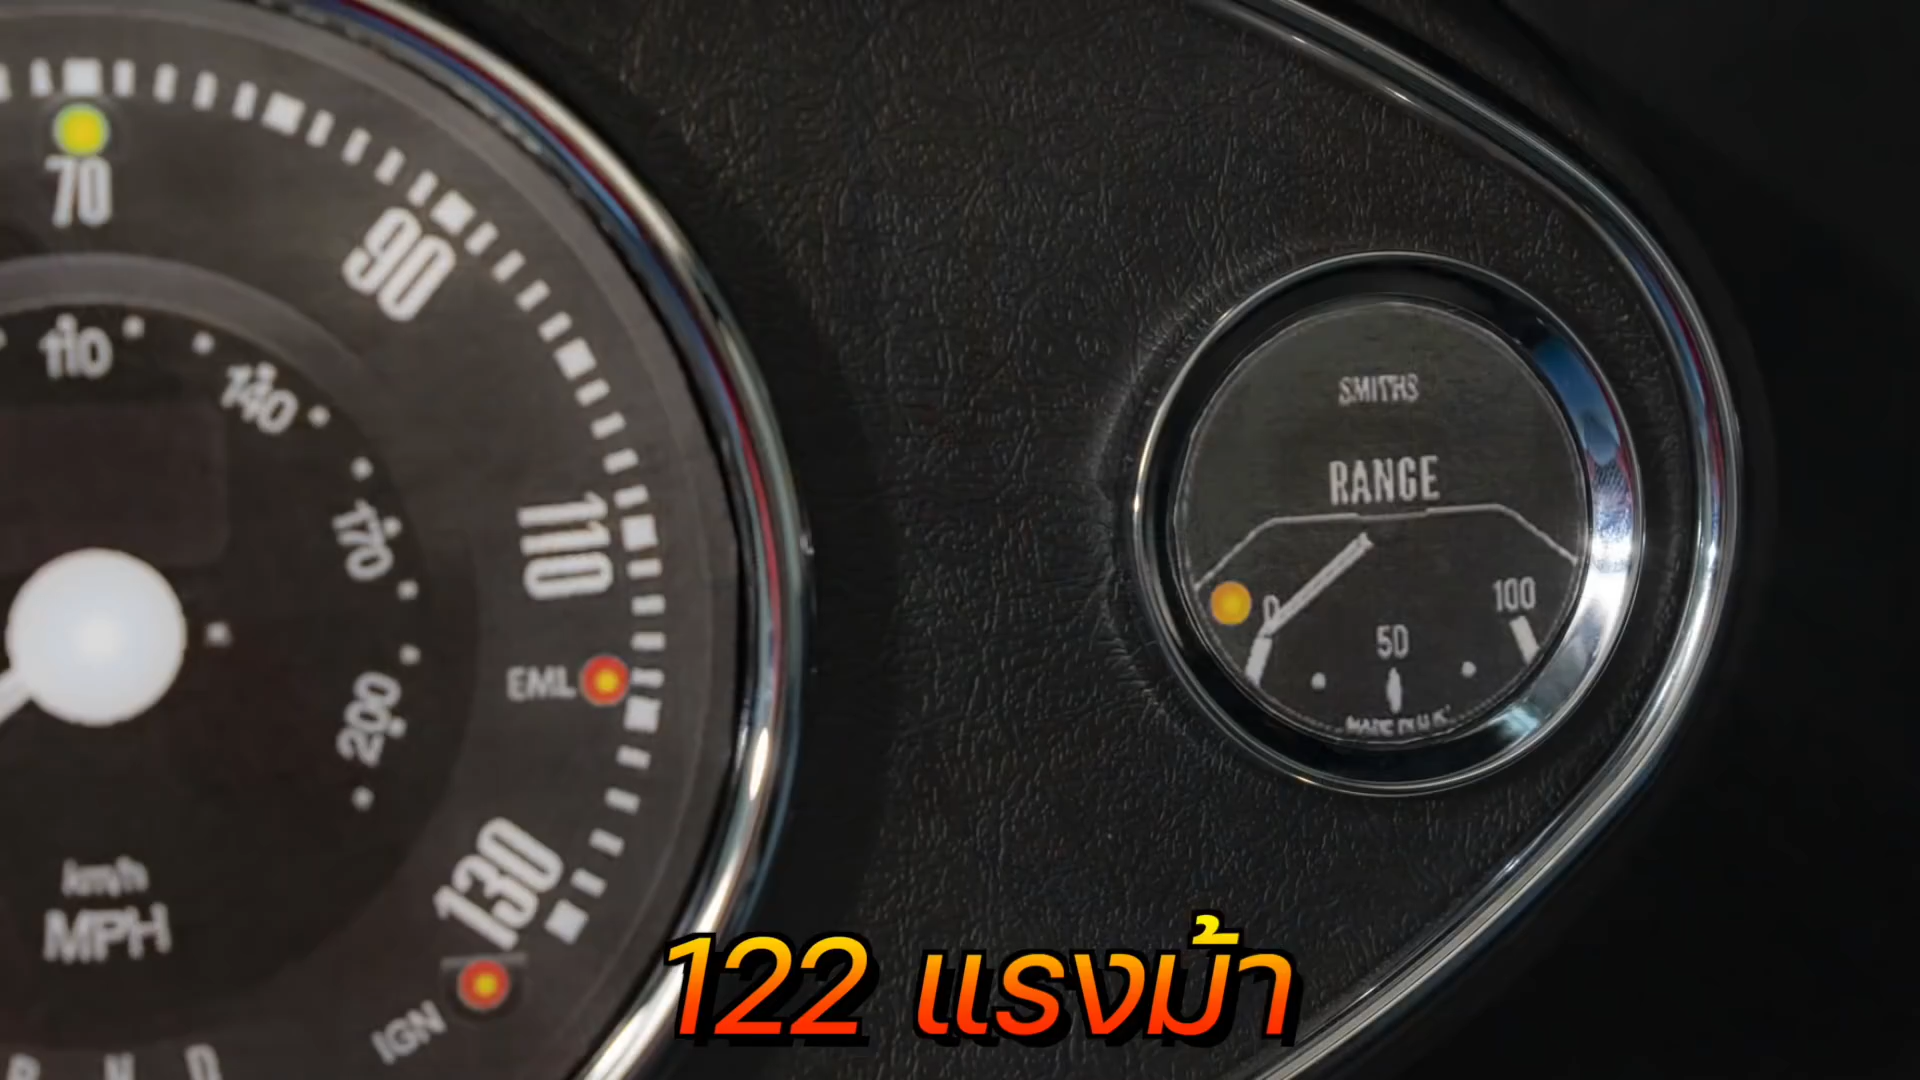 70
90
110
130
110
140
170
200
EML
km/h
MPH
IGN
N D
SMITHS
RANGE
0
50
100
122 แรงม้า